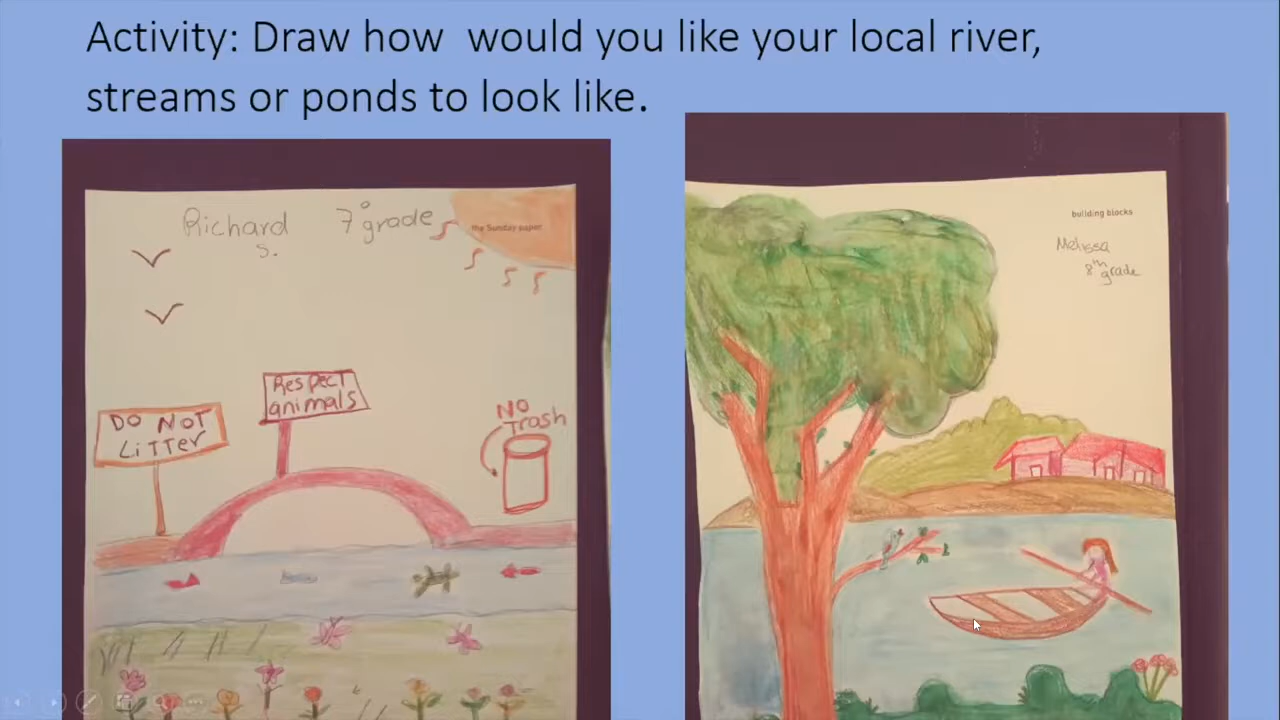 Activity: Draw how would you like your local river,
streams or ponds to look like.
Richard 7° grade
S.
the Sunday paper
Respect
animals
DO NOT
LiTTer
NO
Trash
building blocks
Melissa
8th grade